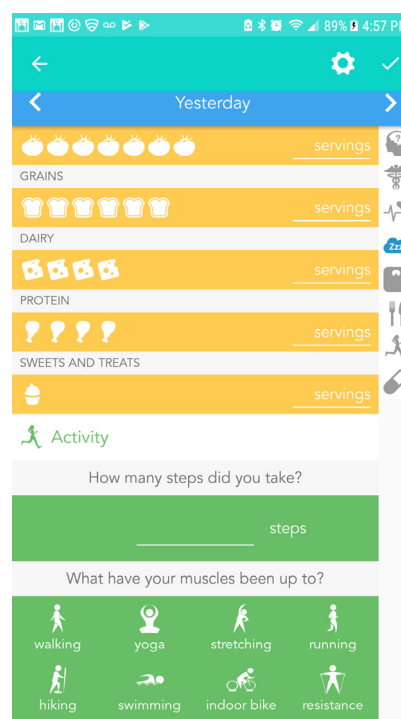 89% 4:57 PM
Yesterday
servings
GRAINS
servings
DAIRY
servings
PROTEIN
servings
SWEETS AND TREATS
servings
Activity
How many steps did you take?
steps
What have your muscles been up to?
walking yoga stretching running
hiking swimming indoor bike resistance